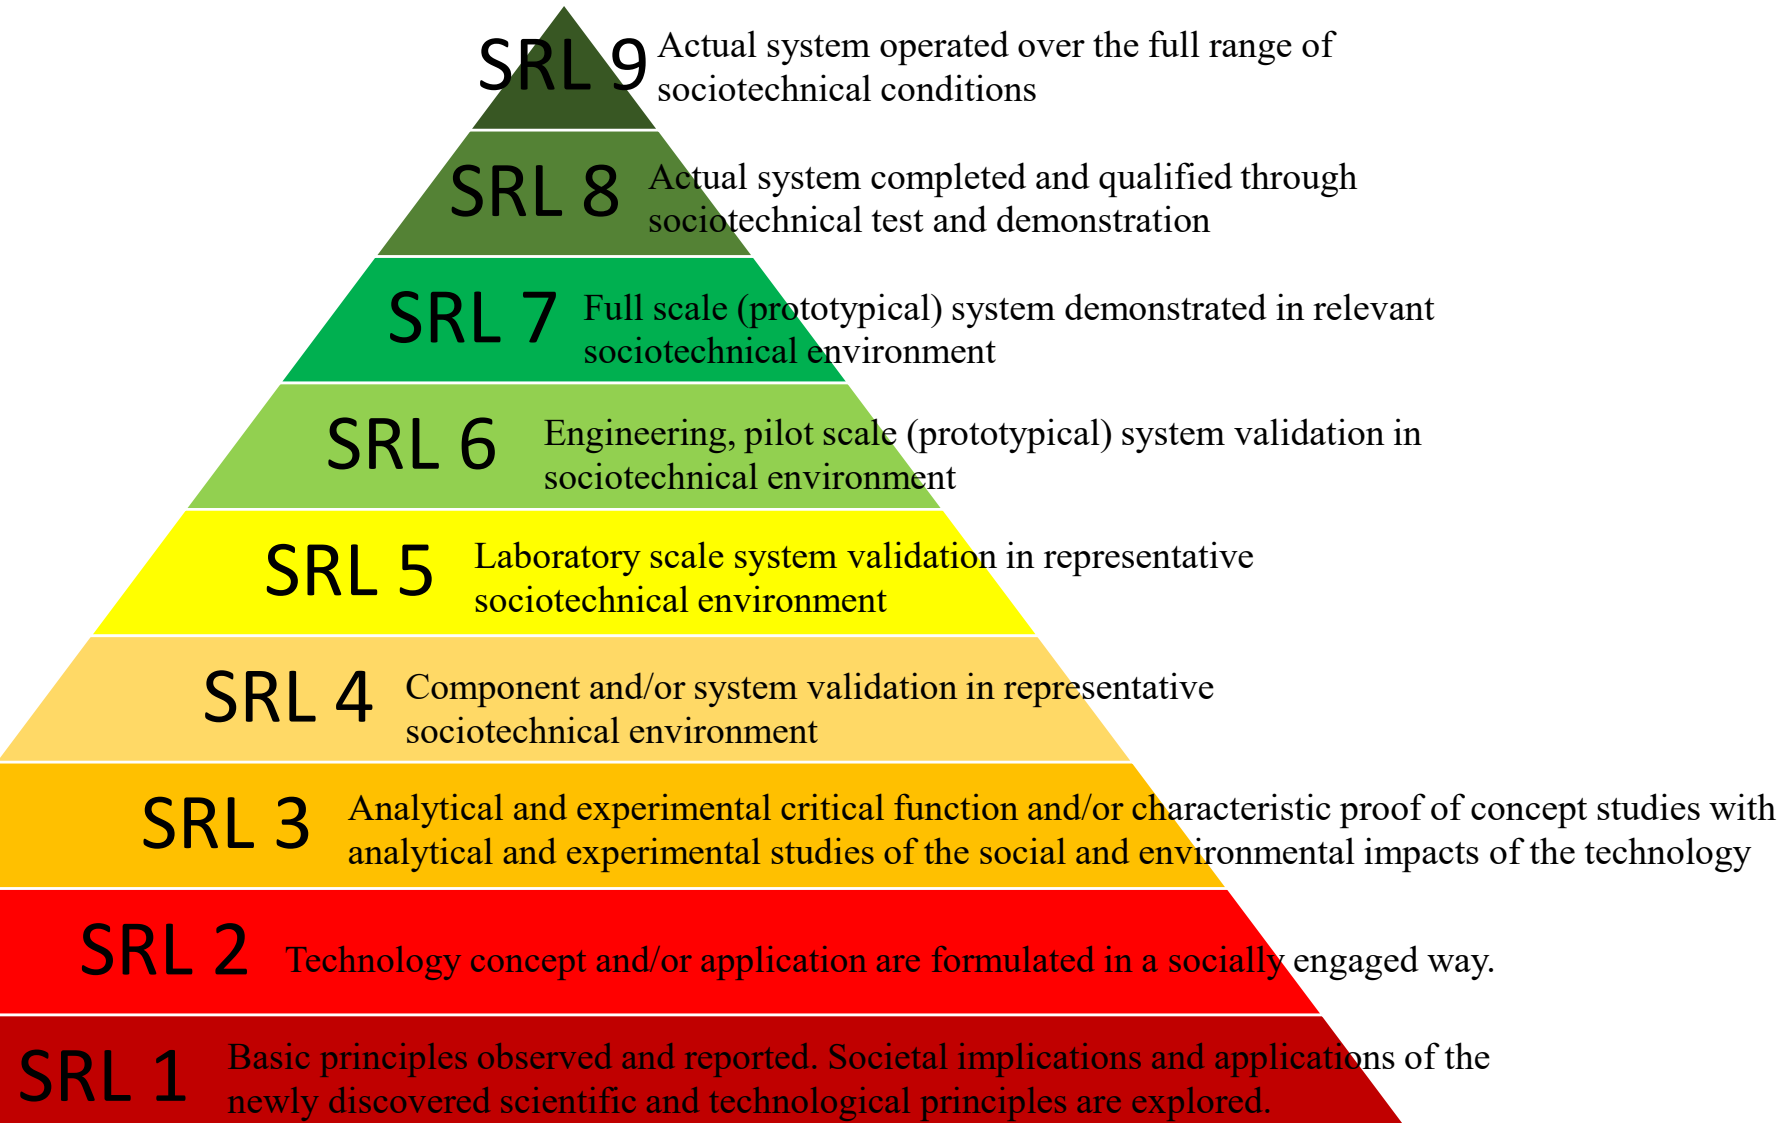 SRL 9
Actual system operated over the full range of
sociotechnical conditions
SRL 8
Actual system completed and qualified through
sociotechnical test and demonstration
SRL 7
Full scale (prototypical) system demonstrated in relevant
sociotechnical environment
SRL 6
Engineering, pilot scale (prototypical) system validation in
sociotechnical environment
SRL 5
Laboratory scale system validation in representative
sociotechnical environment
SRL 4
Component and/or system validation in representative
sociotechnical environment
SRL 3
Analytical and experimental critical function and/or characteristic proof of concept studies with
analytical and experimental studies of the social and environmental impacts of the technology
SRL 2
Technology concept and/or application are formulated in a socially engaged way.
SRL 1
Basic principles observed and reported. Societal implications and applications of the
newly discovered scientific and technological principles are explored.